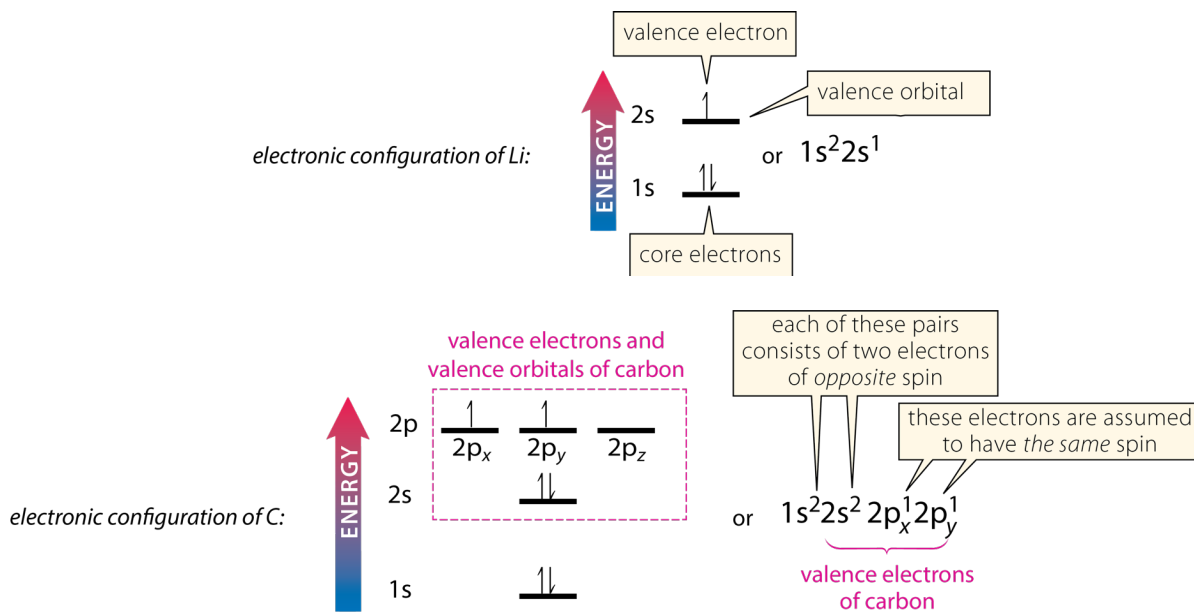 valence electron
valence orbital
2s
ENERGY
electronic configuration of Li:
or 1s²2s¹
1s
core electrons
valence electrons and
valence orbitals of carbon
each of these pairs
consists of two electrons
of opposite spin
these electrons are assumed
to have the same spin
2p
2pₓ 2p_y 2p_z
ENERGY
2s
electronic configuration of C:
or 1s²2s² 2pₓ¹2p_y¹
1s
valence electrons
of carbon